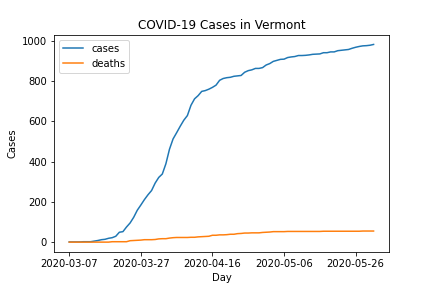 COVID-19 Cases in Vermont
1000
800
600
400
200
0
Cases
cases
deaths
2020-03-07
2020-03-27
2020-04-16
2020-05-06
2020-05-26
Day